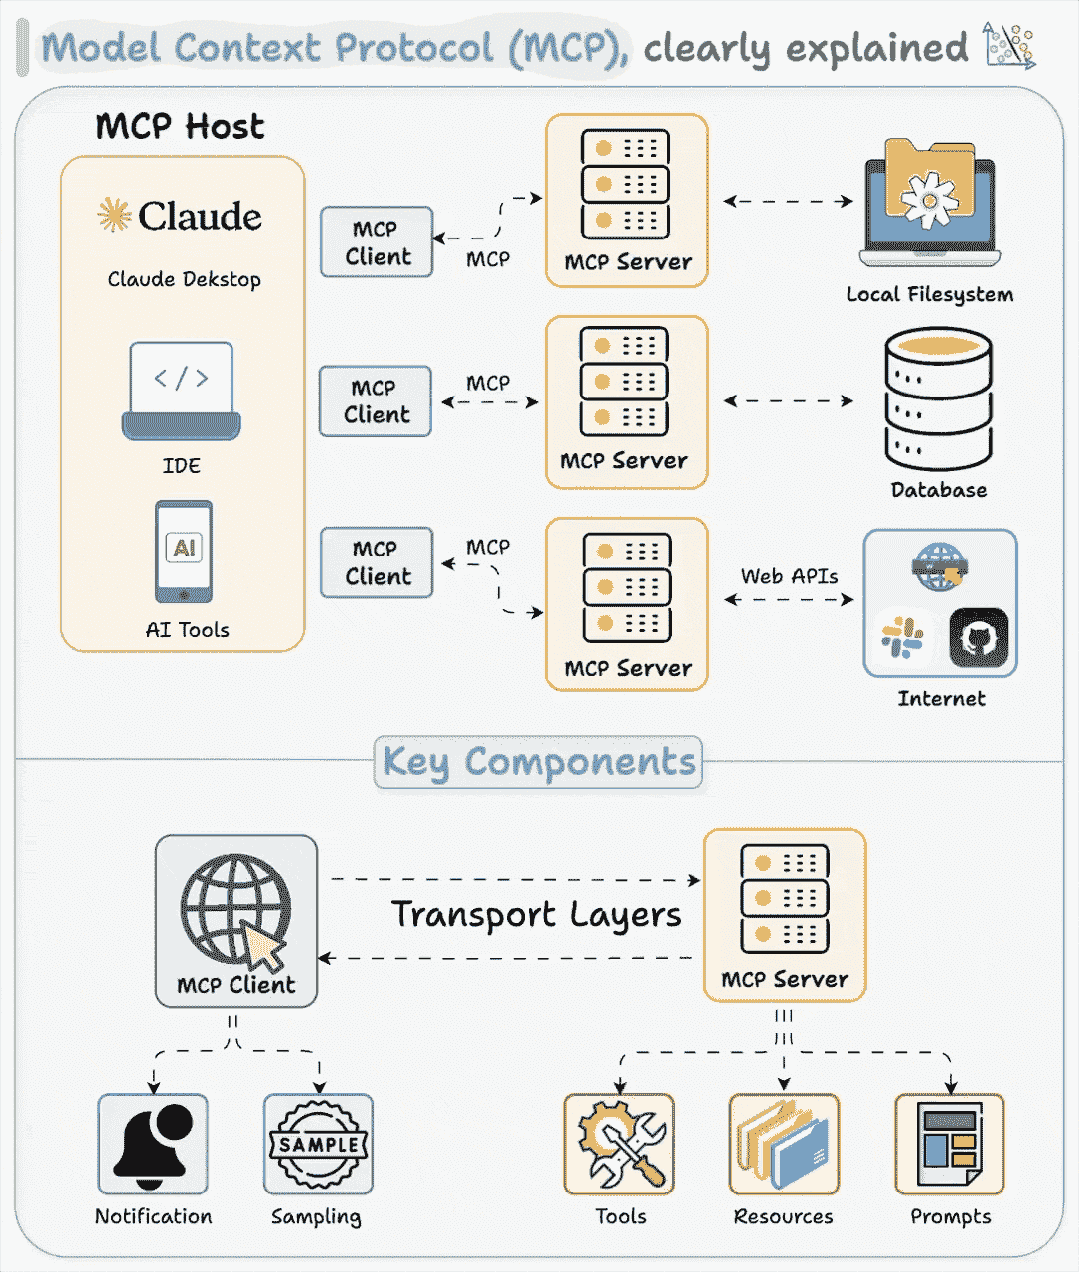 Model Context Protocol (MCP), clearly explained
MCP Host
Claude
Claude Dekstop
IDE
AI
AI Tools
MCP
Client
MCP
MCP Server
Local Filesystem
MCP
Client
MCP
MCP Server
Database
MCP
Client
MCP
MCP Server
Web APIs
Internet
Key Components
MCP Client
Transport Layers
MCP Server
Notification
SAMPLE
Sampling
Tools
Resources
Prompts